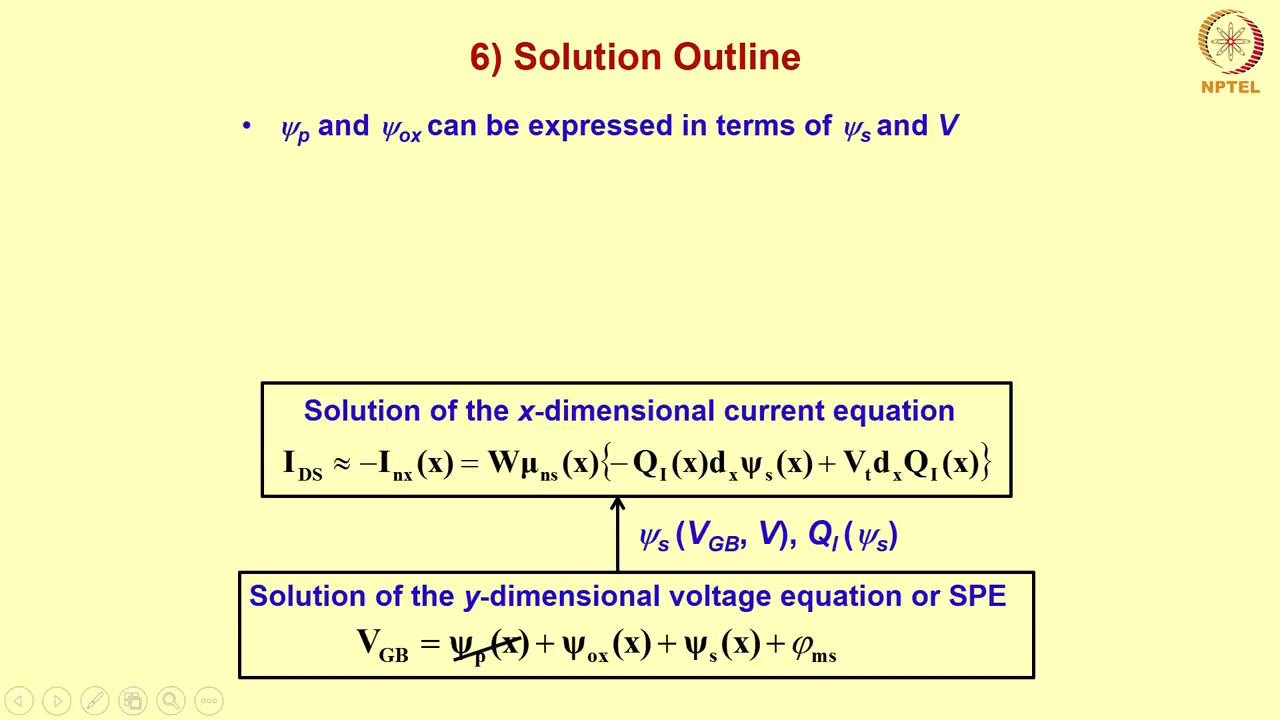 6) Solution Outline
NPTEL
• ψp and ψox can be expressed in terms of ψs and V
Solution of the x-dimensional current equation
IDS ≈ −Inx(x) = Wμns(x){−QI(x)dxψs(x) + VtdxQI(x)}
ψs (VGB, V), QI (ψs)
Solution of the y-dimensional voltage equation or SPE
VGB = ψp(x) + ψox(x) + ψs(x) + φms